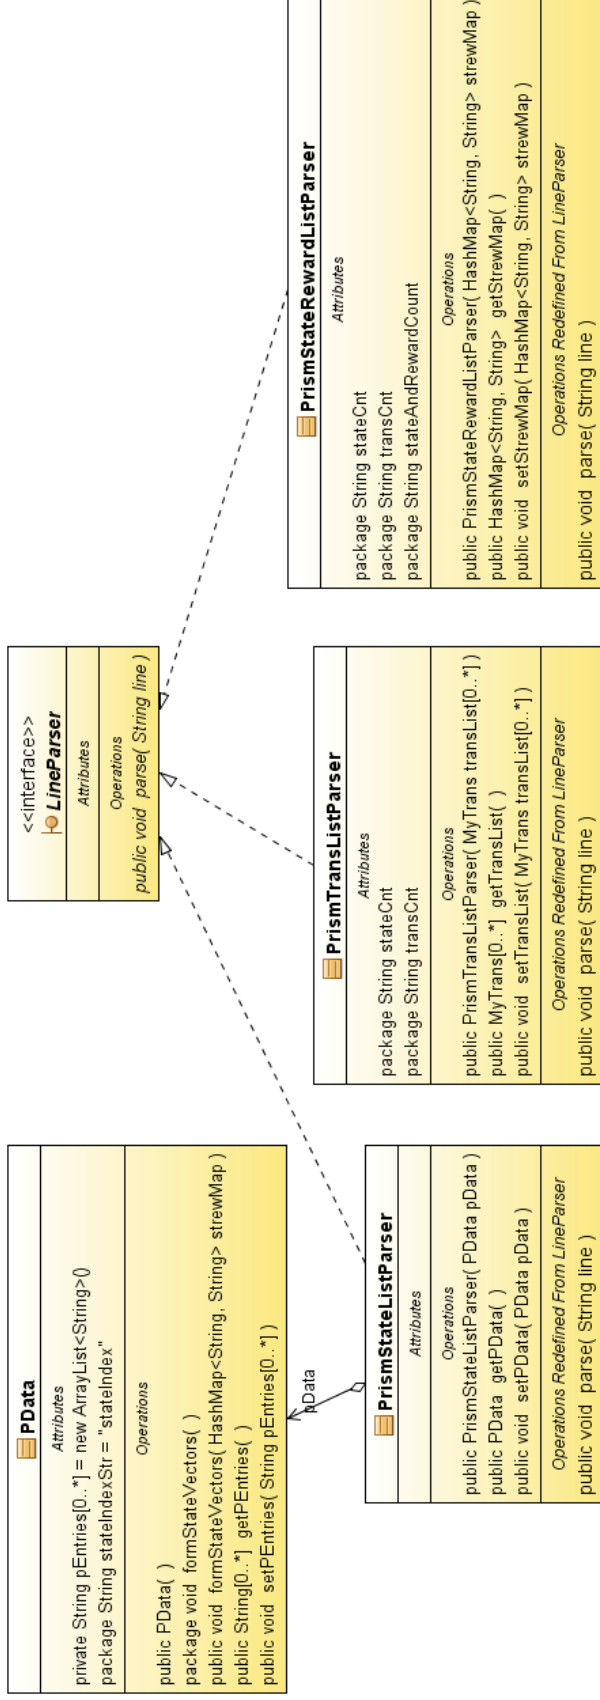 PData
Attributes
private String pEntries[0..*] = new ArrayList<String>()
package String stateIndexStr = "stateIndex"
Operations
public PData( )
package void formStateVectors( )
public void formStateVectors( HashMap<String, String> strewMap )
public String[0..*] getPEntries( )
public void setPEntries( String pEntries[0..*] )
<<interface>>
LineParser
Attributes
Operations
public void parse( String line )
pData
PrismStateListParser
Attributes
Operations
public PrismStateListParser( PData pData )
public PData getPData( )
public void setPData( PData pData )
Operations Redefined From LineParser
public void parse( String line )
PrismTransListParser
Attributes
package String stateCnt
package String transCnt
Operations
public PrismTransListParser( MyTrans transList[0..*] )
public MyTrans[0..*] getTransList( )
public void setTransList( MyTrans transList[0..*] )
Operations Redefined From LineParser
public void parse( String line )
PrismStateRewardListParser
Attributes
package String stateCnt
package String transCnt
package String stateAndRewardCount
Operations
public PrismStateRewardListParser( HashMap<String, String> strewMap )
public HashMap<String, String> getStrewMap( )
public void setStrewMap( HashMap<String, String> strewMap )
Operations Redefined From LineParser
public void parse( String line )